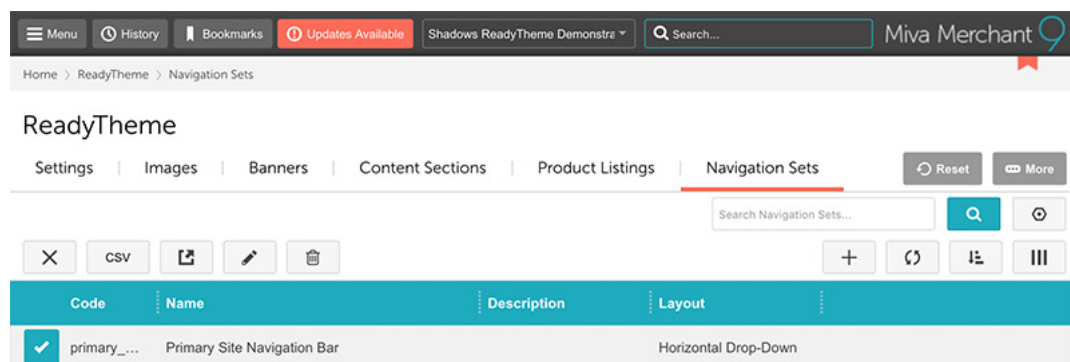 Menu History Bookmarks Updates Available Shadows ReadyTheme Demonstra Search... Miva Merchant 9
Home > ReadyTheme > Navigation Sets
ReadyTheme
Settings Images Banners Content Sections Product Listings Navigation Sets Reset More
Search Navigation Sets...
CSV
Code Name Description Layout
primary_... Primary Site Navigation Bar Horizontal Drop-Down